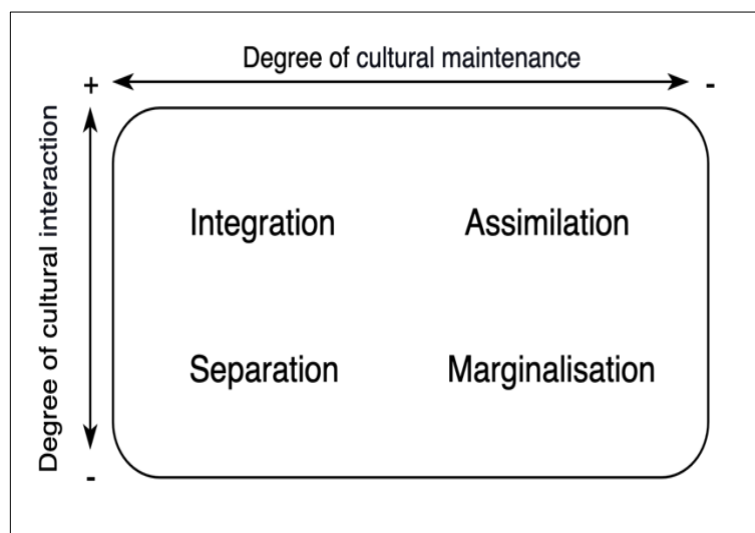 Degree of cultural maintenance
+ -
Degree of cultural interaction
Integration Assimilation
Separation Marginalisation
-